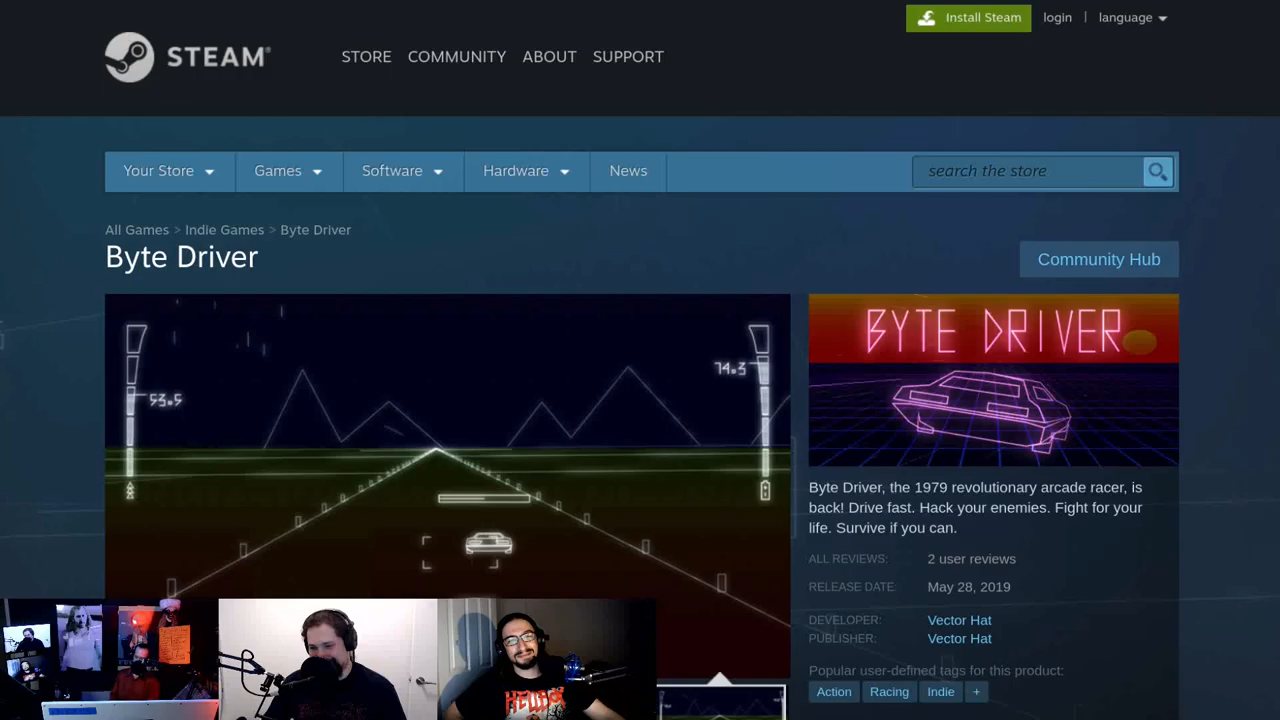 Install Steam
login
language
STEAM®
STORE
COMMUNITY
ABOUT
SUPPORT
Your Store
Games
Software
Hardware
News
search the store
All Games > Indie Games > Byte Driver
Byte Driver
Community Hub
53.5
74.3
BYTE DRIVER
Byte Driver, the 1979 revolutionary arcade racer, is
back! Drive fast. Hack your enemies. Fight for your
life. Survive if you can.
ALL REVIEWS: 2 user reviews
RELEASE DATE: May 28, 2019
DEVELOPER: Vector Hat
PUBLISHER: Vector Hat
Popular user-defined tags for this product:
Action
Racing
Indie
+